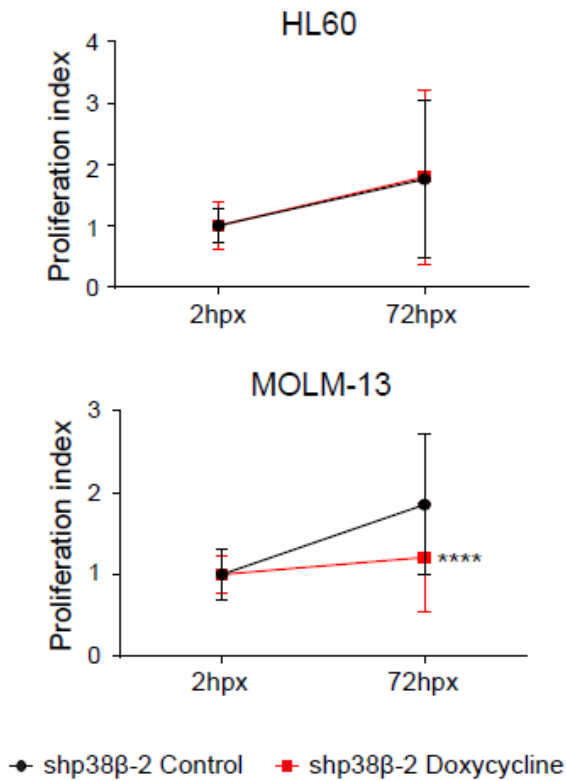 HL60
Proliferation index
4
3
2
1
0
2hpx 72hpx
MOLM-13
Proliferation index
3
2
1
0
****
2hpx 72hpx
shp38β-2 Control shp38β-2 Doxycycline